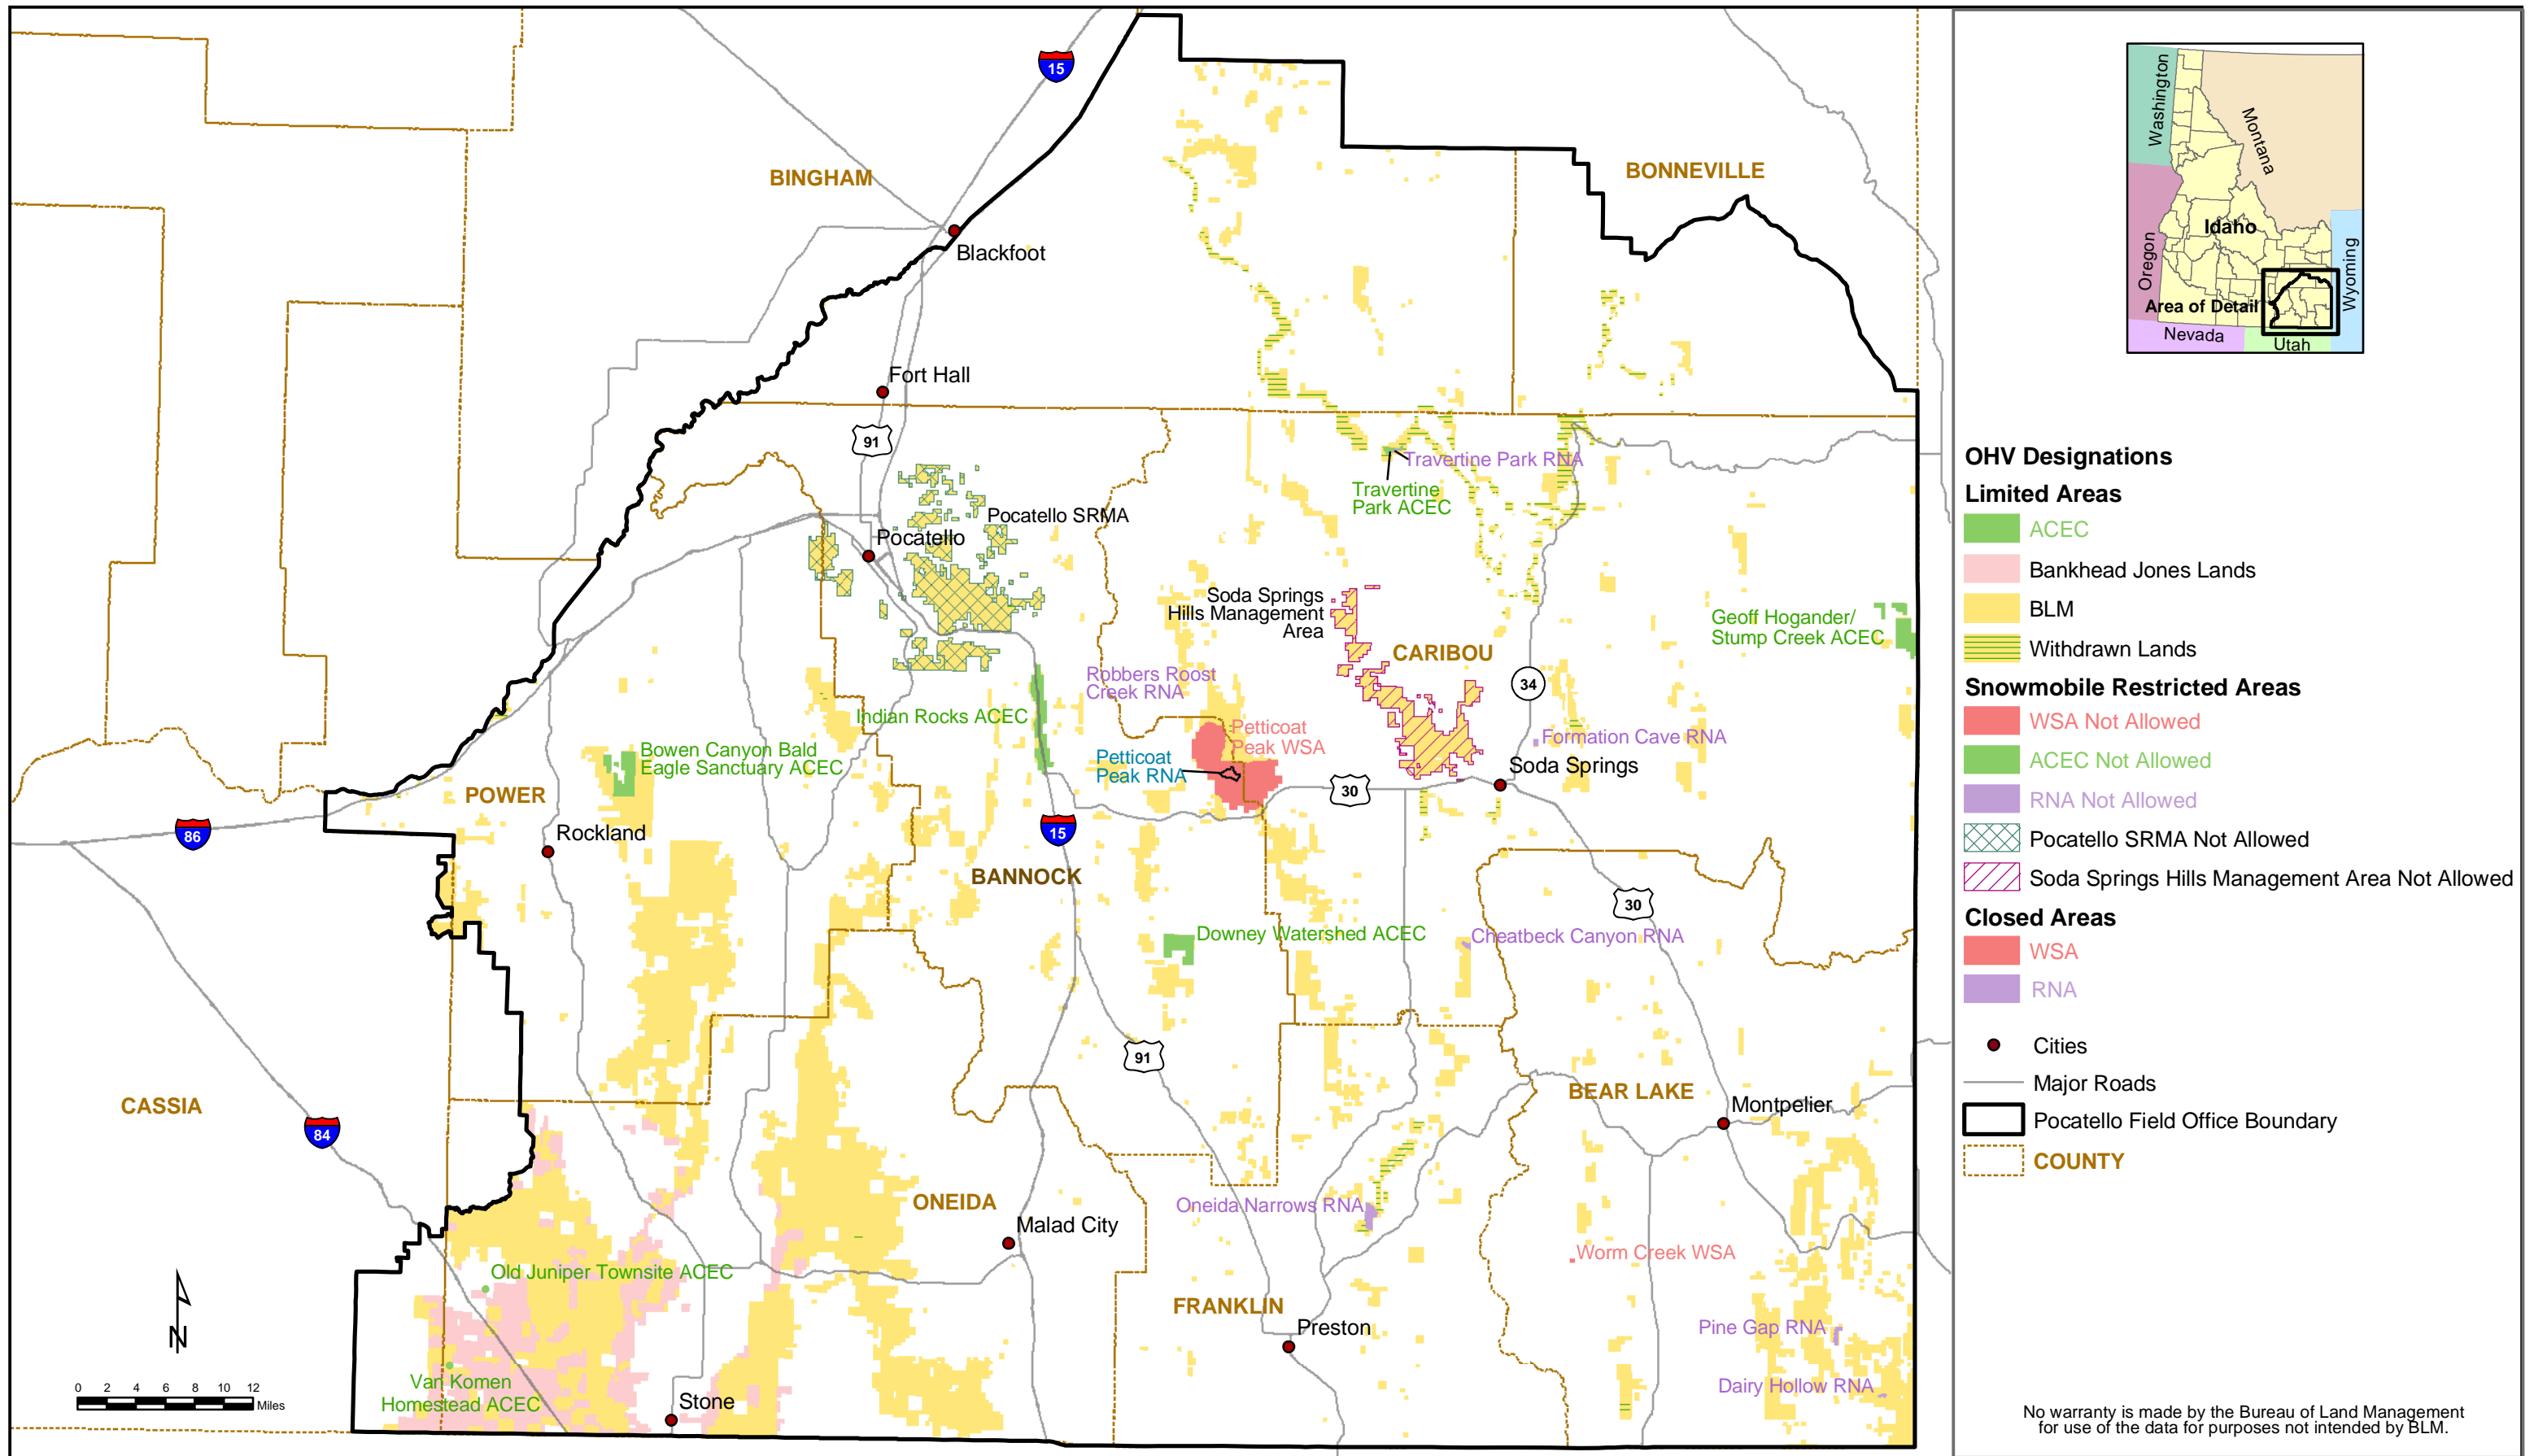 15
BINGHAM
BONNEVILLE
Blackfoot
Fort Hall
91
Travertine Park RNA
Travertine
Park ACEC
Pocatello SRMA
Pocatello
Soda Springs
Hills Management
Area
Geoff Hogander/
Stump Creek ACEC
CARIBOU
34
Robbers Roost
Creek RNA
Indian Rocks ACEC
Petticoat
Peak WSA
Petticoat
Peak RNA
Formation Cave RNA
Soda Springs
Bowen Canyon Bald
Eagle Sanctuary ACEC
POWER
30
86
Rockland
15
BANNOCK
30
Downey Watershed ACEC
Cheatbeck Canyon RNA
91
CASSIA
84
BEAR LAKE
Montpelier
ONEIDA
Malad City
Oneida Narrows RNA
Worm Creek WSA
Old Juniper Townsite ACEC
FRANKLIN
Preston
Pine Gap RNA
Van Komen
Homestead ACEC
Stone
Dairy Hollow RNA
N
0 2 4 6 8 10 12
Miles
Washington
Montana
Idaho
Oregon
Wyoming
Area of Detail
Nevada
Utah
OHV Designations
Limited Areas
ACEC
Bankhead Jones Lands
BLM
Withdrawn Lands
Snowmobile Restricted Areas
WSA Not Allowed
ACEC Not Allowed
RNA Not Allowed
Pocatello SRMA Not Allowed
Soda Springs Hills Management Area Not Allowed
Closed Areas
WSA
RNA
Cities
Major Roads
Pocatello Field Office Boundary
COUNTY
No warranty is made by the Bureau of Land Management
for use of the data for purposes not intended by BLM.